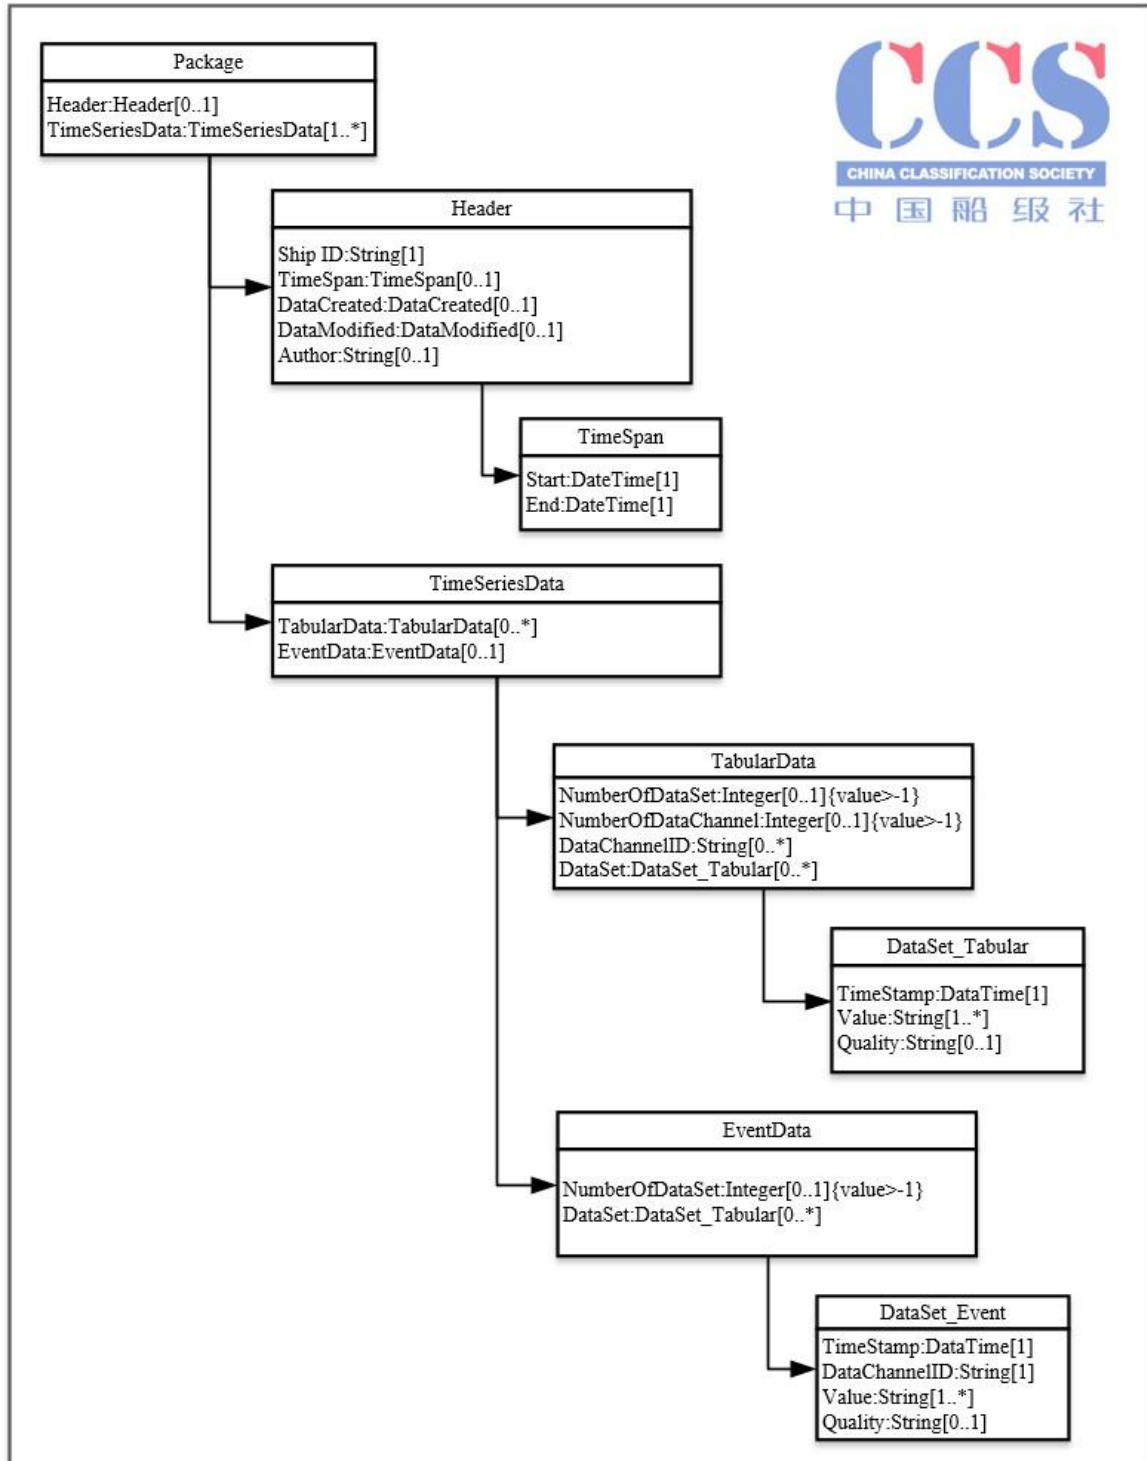 Package
Header:Header[0..1]
TimeSeriesData:TimeSeriesData[1..*]
CCS
CHINA CLASSIFICATION SOCIETY
中国船级社
Header
Ship ID:String[1]
TimeSpan:TimeSpan[0..1]
DataCreated:DataCreated[0..1]
DataModified:DataModified[0..1]
Author:String[0..1]
TimeSpan
Start:DateTime[1]
End:DateTime[1]
TimeSeriesData
TabularData:TabularData[0..*]
EventData:EventData[0..1]
TabularData
NumberOfDataSet:Integer[0..1]{value>-1}
NumberOfDataChannel:Integer[0..1]{value>-1}
DataChannelID:String[0..*]
DataSet:DataSet_Tabular[0..*]
DataSet_Tabular
TimeStamp:DataTime[1]
Value:String[1..*]
Quality:String[0..1]
EventData
NumberOfDataSet:Integer[0..1]{value>-1}
DataSet:DataSet_Tabular[0..*]
DataSet_Event
TimeStamp:DataTime[1]
DataChannelID:String[1]
Value:String[1..*]
Quality:String[0..1]